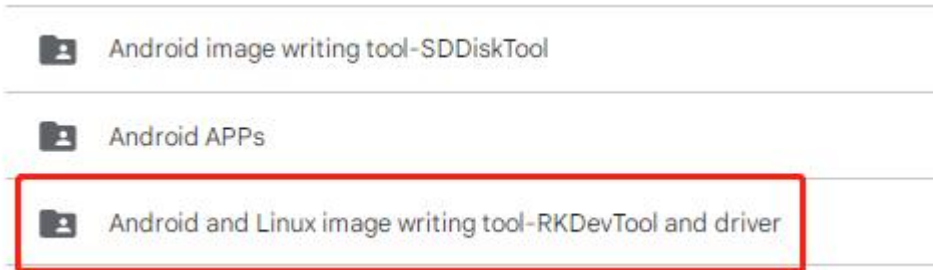 Android image writing tool-SDDiskTool
Android APPs
Android and Linux image writing tool-RKDevTool and driver